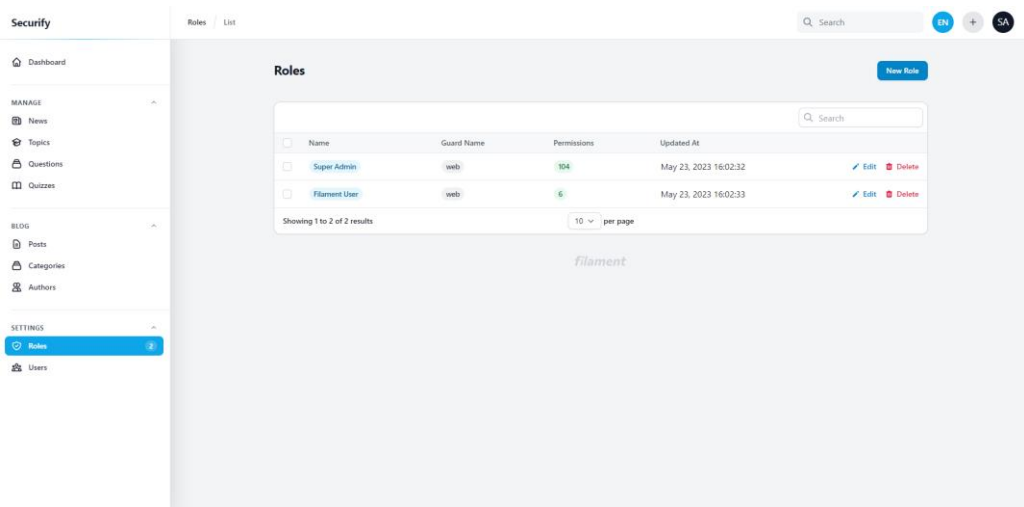 Securify
Roles / List
Search
EN
+
SA
Dashboard
MANAGE
News
Topics
Questions
Quizzes
BLOG
Posts
Categories
Authors
SETTINGS
Roles 2
Users
Roles
New Role
Search
Name Guard Name Permissions Updated At
Super Admin web 104 May 23, 2023 16:02:32 Edit Delete
Filament User web 6 May 23, 2023 16:02:33 Edit Delete
Showing 1 to 2 of 2 results 10 per page
filament